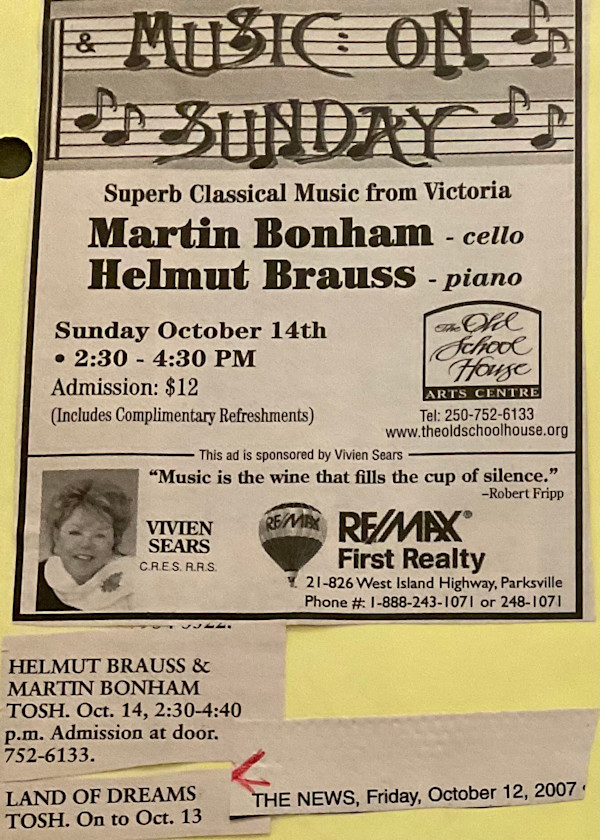 & MUSIC: ON
SUNDAY
Superb Classical Music from Victoria
Martin Bonham - cello
Helmut Brauss - piano
Sunday October 14th
• 2:30 - 4:30 PM
Admission: $12
(Includes Complimentary Refreshments)
The Old
School
House
ARTS CENTRE
Tel: 250-752-6133
www.theoldschoolhouse.org
This ad is sponsored by Vivien Sears
“Music is the wine that fills the cup of silence.”
–Robert Fripp
VIVIEN
SEARS
C.R.E.S. R.R.S.
RE/MAX
RE/MAX®
First Realty
21-826 West Island Highway, Parksville
Phone #: 1-888-243-1071 or 248-1071
HELMUT BRAUSS &
MARTIN BONHAM
TOSH. Oct. 14, 2:30-4:40
p.m. Admission at door.
752-6133.
LAND OF DREAMS
TOSH. On to Oct. 13
THE NEWS, Friday, October 12, 2007